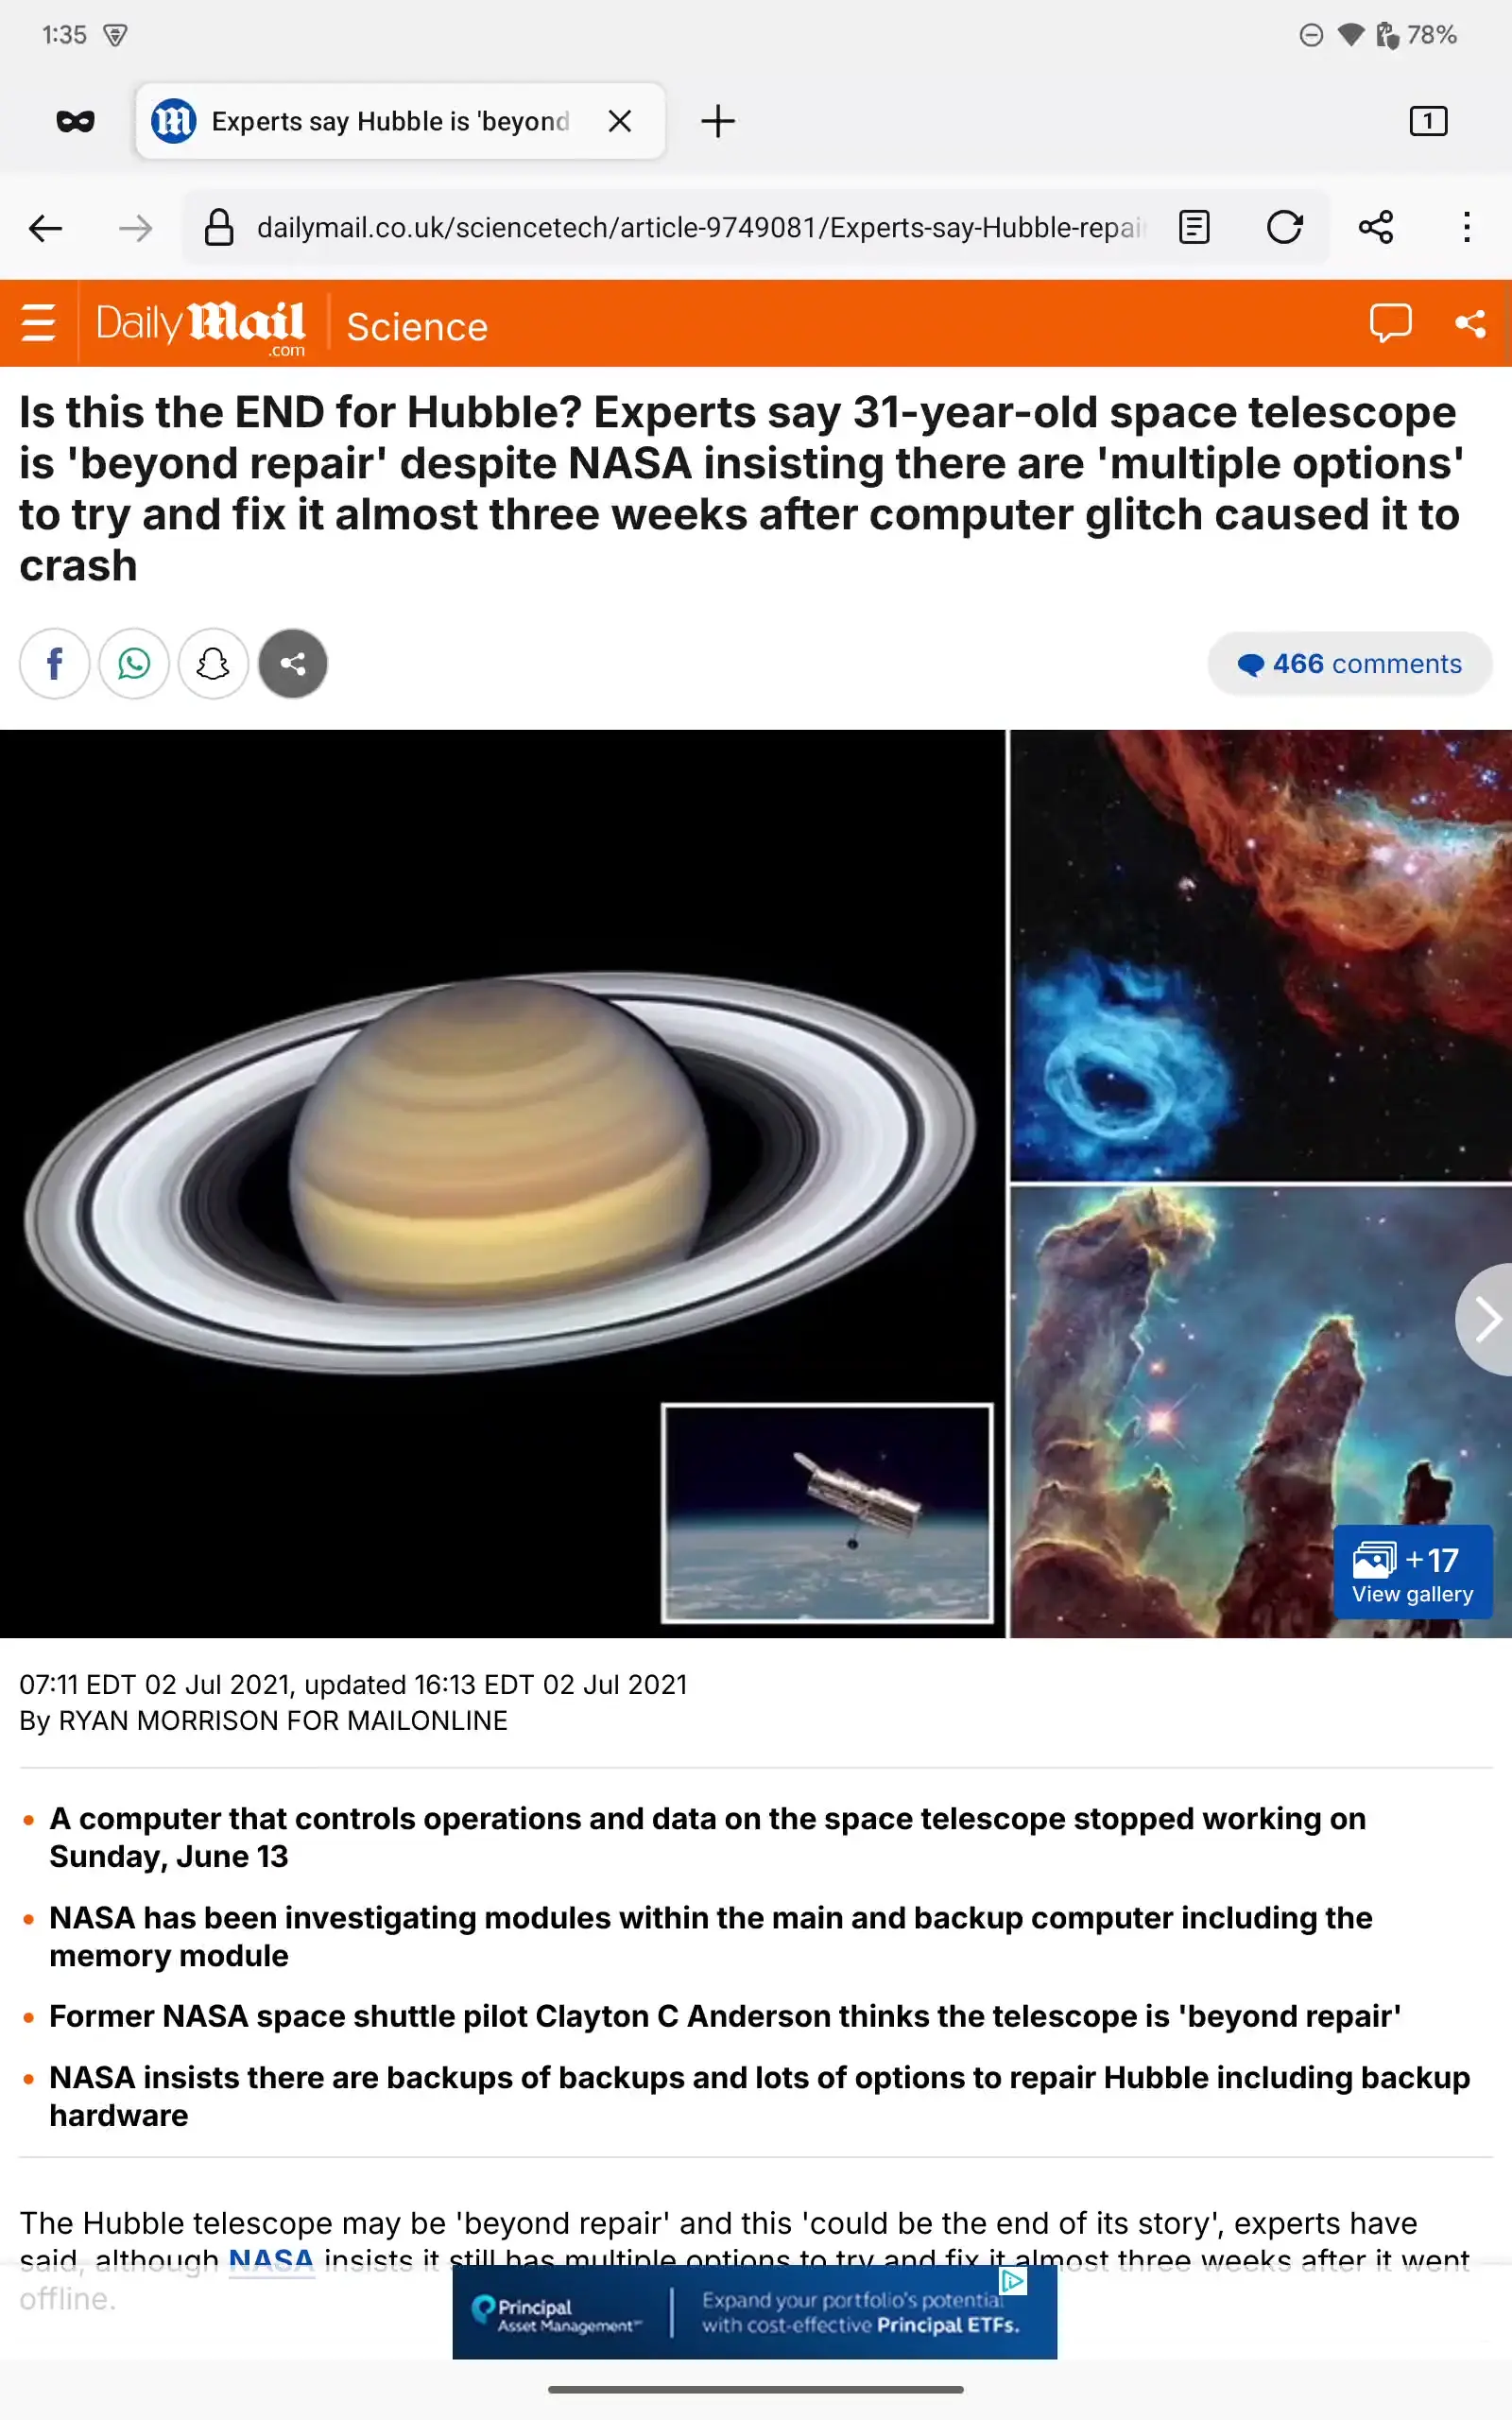 1:35
78%
Experts say Hubble is 'beyond
1
dailymail.co.uk/sciencetech/article-9749081/Experts-say-Hubble-repai
Daily Mail
.com
Science
Is this the END for Hubble? Experts say 31-year-old space telescope
is 'beyond repair' despite NASA insisting there are 'multiple options'
to try and fix it almost three weeks after computer glitch caused it to
crash
466 comments
+17
View gallery
07:11 EDT 02 Jul 2021, updated 16:13 EDT 02 Jul 2021
By RYAN MORRISON FOR MAILONLINE
• A computer that controls operations and data on the space telescope stopped working on
Sunday, June 13
• NASA has been investigating modules within the main and backup computer including the
memory module
• Former NASA space shuttle pilot Clayton C Anderson thinks the telescope is 'beyond repair'
• NASA insists there are backups of backups and lots of options to repair Hubble including backup
hardware
The Hubble telescope may be 'beyond repair' and this 'could be the end of its story', experts have
said, although NASA insists it still has multiple options to try and fix it almost three weeks after it went
offline.
Principal
Asset Management℠
Expand your portfolio's potential
with cost-effective Principal ETFs.